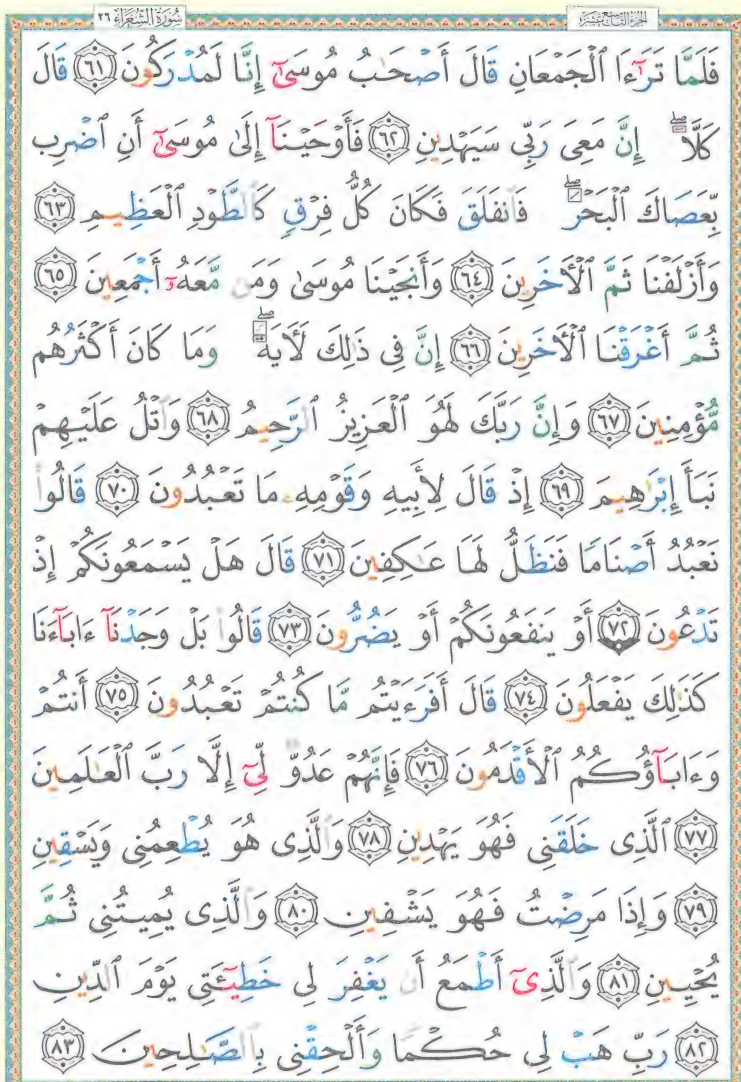 سُورَةُ الشُّعَرَاءِ ٢٦
الجزء التاسع عشر
فَلَمَّا تَرَٰٓءَا ٱلْجَمْعَانِ قَالَ أَصْحَٰبُ مُوسَىٰٓ إِنَّا لَمُدْرَكُونَ ٦١ قَالَ
كَلَّآ ۖ إِنَّ مَعِىَ رَبِّى سَيَهْدِينِ ٦٢ فَأَوْحَيْنَآ إِلَىٰ مُوسَىٰٓ أَنِ ٱضْرِب
بِّعَصَاكَ ٱلْبَحْرَ ۖ فَٱنفَلَقَ فَكَانَ كُلُّ فِرْقٍ كَٱلطَّوْدِ ٱلْعَظِيمِ ٦٣
وَأَزْلَفْنَا ثَمَّ ٱلْأَخَرِينَ ٦٤ وَأَنجَيْنَا مُوسَىٰ وَمَن مَّعَهُۥٓ أَجْمَعِينَ ٦٥
ثُمَّ أَغْرَقْنَا ٱلْأَخَرِينَ ٦٦ إِنَّ فِى ذَٰلِكَ لَأَيَةً ۖ وَمَا كَانَ أَكْثَرُهُم
مُّؤْمِنِينَ ٦٧ وَإِنَّ رَبَّكَ لَهُوَ ٱلْعَزِيزُ ٱلرَّحِيمُ ٦٨ وَٱتْلُ عَلَيْهِمْ
نَبَأَ إِبْرَٰهِيمَ ٦٩ إِذْ قَالَ لِأَبِيهِ وَقَوْمِهِۦ مَا تَعْبُدُونَ ٧٠ قَالُوا۟
نَعْبُدُ أَصْنَامًا فَنَظَلُّ لَهَا عَٰكِفِينَ ٧١ قَالَ هَلْ يَسْمَعُونَكُمْ إِذْ
تَدْعُونَ ٧٢ أَوْ يَنفَعُونَكُمْ أَوْ يَضُرُّونَ ٧٣ قَالُوا۟ بَلْ وَجَدْنَآ ءَابَآءَنَا
كَذَٰلِكَ يَفْعَلُونَ ٧٤ قَالَ أَفَرَءَيْتُم مَّا كُنتُمْ تَعْبُدُونَ ٧٥ أَنتُمْ
وَءَابَآؤُكُمُ ٱلْأَقْدَمُونَ ٧٦ فَإِنَّهُمْ عَدُوٌّ لِّىٓ إِلَّا رَبَّ ٱلْعَٰلَمِينَ
٧٧ ٱلَّذِى خَلَقَنِى فَهُوَ يَهْدِينِ ٧٨ وَٱلَّذِى هُوَ يُطْعِمُنِى وَيَسْقِينِ
٧٩ وَإِذَا مَرِضْتُ فَهُوَ يَشْفِينِ ٨٠ وَٱلَّذِى يُمِيتُنِى ثُمَّ
يُحْيِينِ ٨١ وَٱلَّذِىٓ أَطْمَعُ أَن يَغْفِرَ لِى خَطِيٓـَٔتِى يَوْمَ ٱلدِّينِ
٨٢ رَبِّ هَبْ لِى حُكْمًا وَأَلْحِقْنِى بِٱلصَّٰلِحِينَ ٨٣